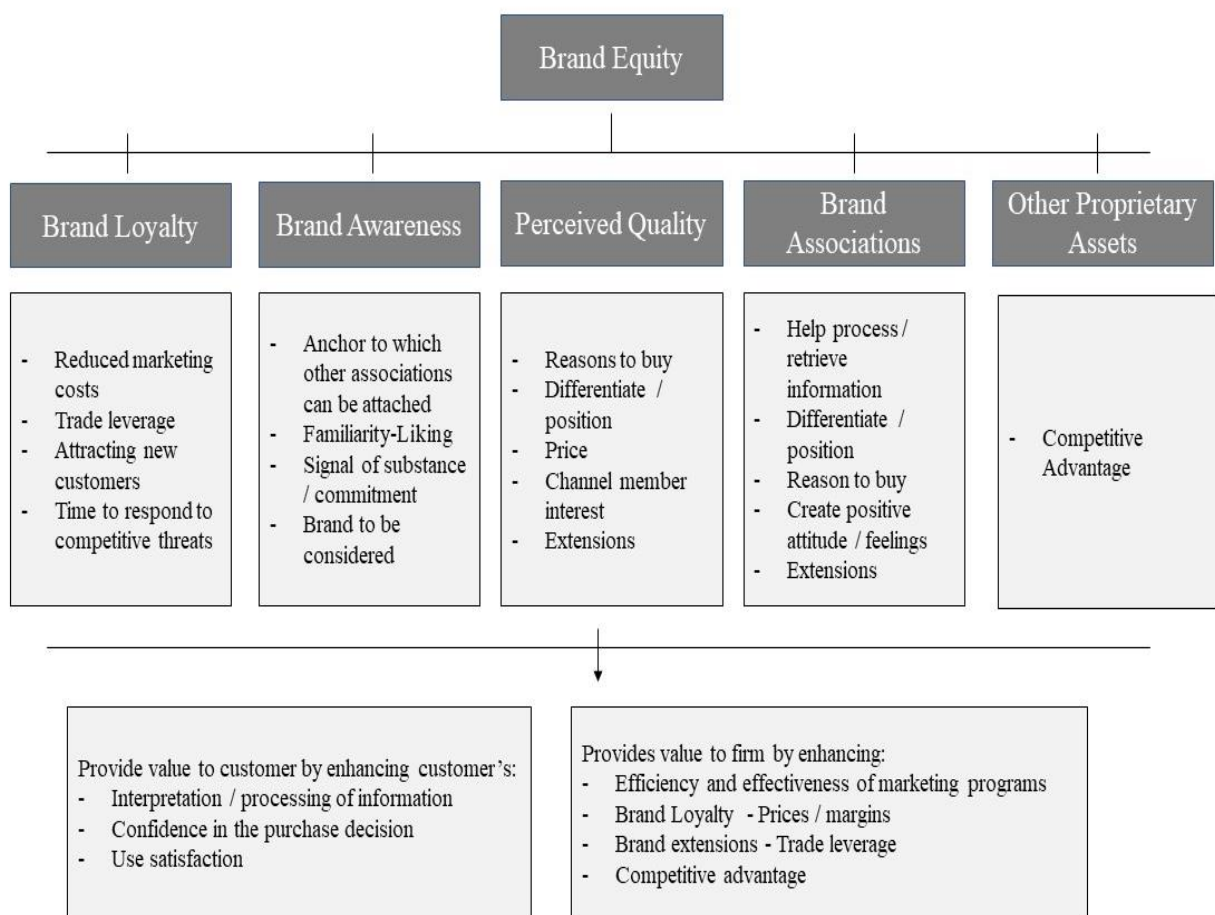 Brand Equity
Brand Loyalty
Brand Awareness
Perceived Quality
Brand
Associations
Other Proprietary
Assets
- Reduced marketing
costs
- Trade leverage
- Attracting new
customers
- Time to respond to
competitive threats
- Anchor to which
other associations
can be attached
- Familiarity-Liking
- Signal of substance
/ commitment
- Brand to be
considered
- Reasons to buy
- Differentiate /
position
- Price
- Channel member
interest
- Extensions
- Help process /
retrieve
information
- Differentiate /
position
- Reason to buy
- Create positive
attitude / feelings
- Extensions
- Competitive
Advantage
Provide value to customer by enhancing customer’s:
- Interpretation / processing of information
- Confidence in the purchase decision
- Use satisfaction
Provides value to firm by enhancing:
- Efficiency and effectiveness of marketing programs
- Brand Loyalty - Prices / margins
- Brand extensions - Trade leverage
- Competitive advantage